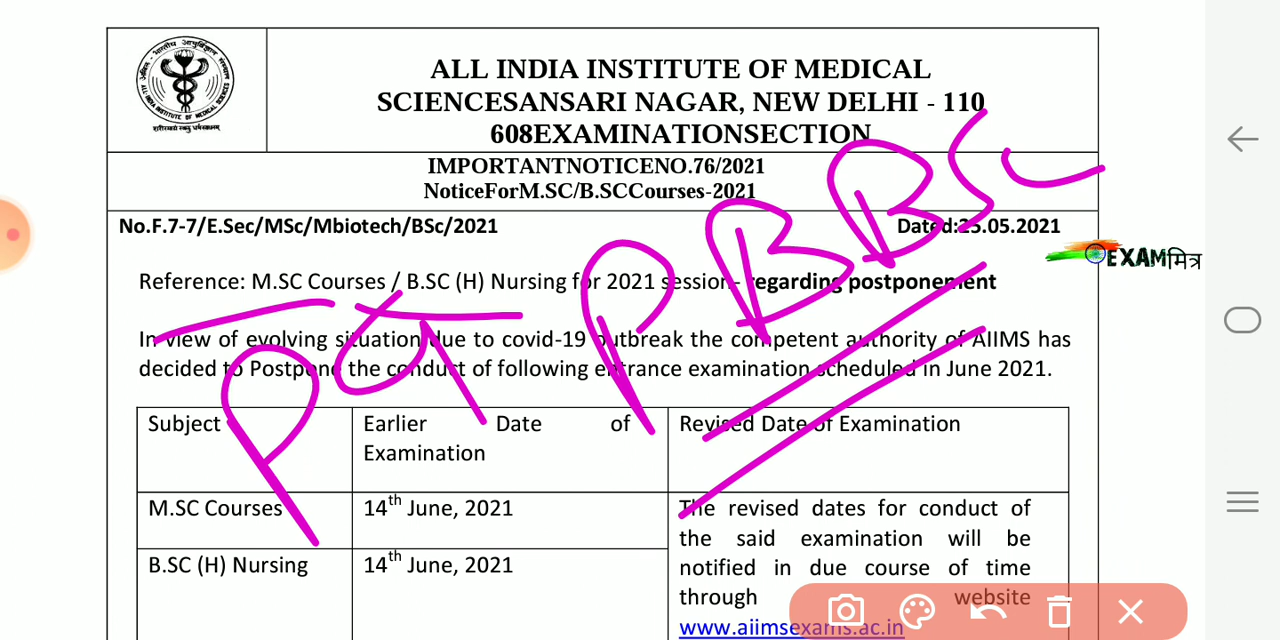 ALL INDIA INSTITUTE OF MEDICAL
SCIENCESANSARI NAGAR, NEW DELHI - 110
608EXAMINATIONSECTION
IMPORTANTNOTICENO.76/2021
NoticeForM.SC/B.SCCourses-2021
No.F.7-7/E.Sec/MSc/Mbiotech/BSc/2021 Dated:25.05.2021
EXAMमित्र
Reference: M.SC Courses / B.SC (H) Nursing for 2021 session- regarding postponement
In view of evolving situation due to covid-19 outbreak the competent authority of AIIMS has
decided to Postpone the conduct of following entrance examination scheduled in June 2021.
Subject Earlier Date of Examination Revised Date of Examination
M.SC Courses 14th June, 2021
B.SC (H) Nursing 14th June, 2021
The revised dates for conduct of
the said examination will be
notified in due course of time
through website
www.aiimsexams.ac.in
PBBSC